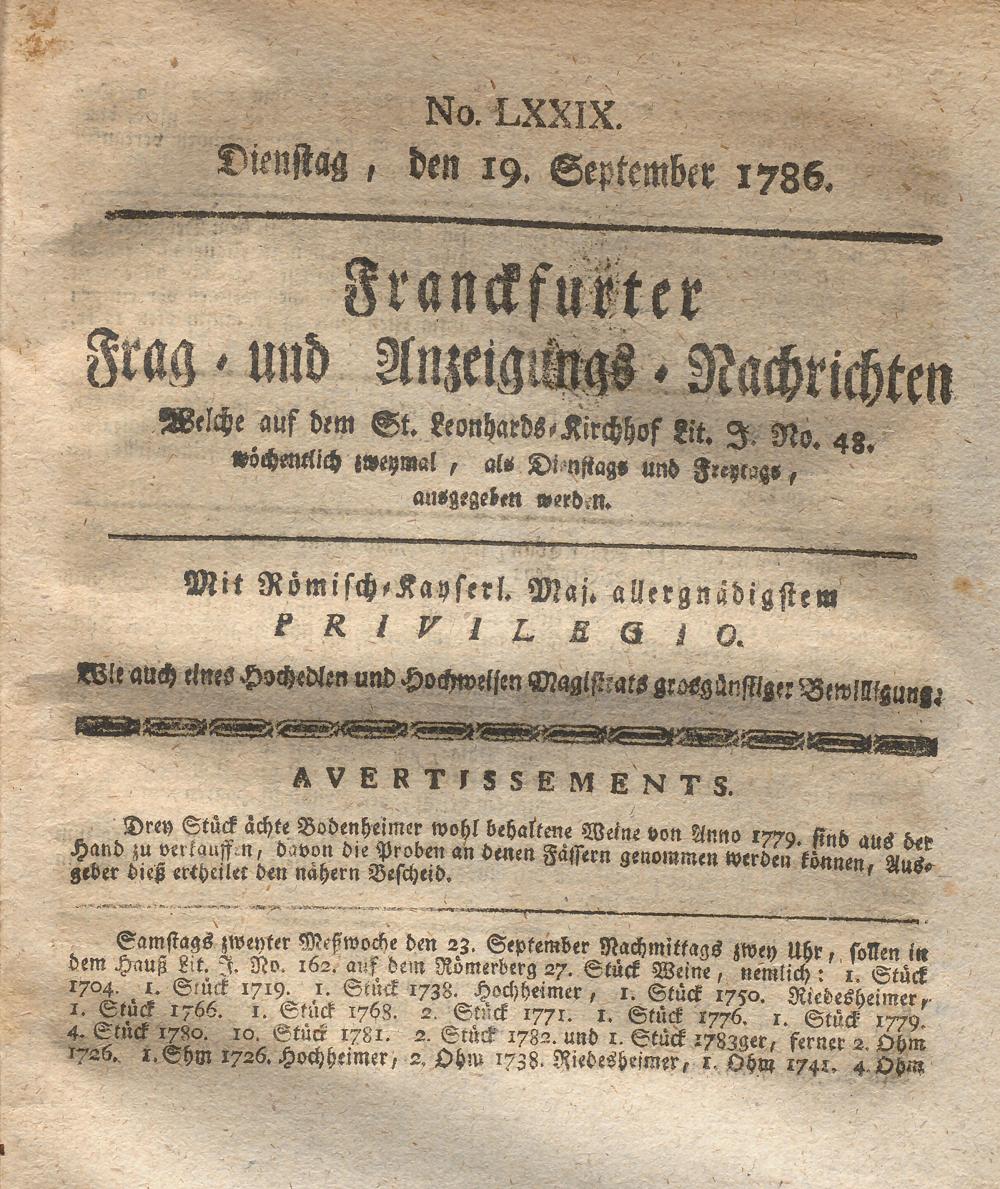 No. LXXIX.
Dienstag, den 19. September 1786.
Franckfurter
Frag- und Anzeigungs-Nachrichten
Welche auf dem St. Leonhards-Kirchhof Lit. J. No. 48.
wöchentlich zweymal, als Dienstags und Freytags,
ausgegeben werden.
Mit Römisch-Kayserl. Maj. allergnädigstem
PRIVILEGIO.
Wie auch eines Hochedlen und Hochweisen Magistrats grosgünstiger Bewilligung.
AVERTISSEMENTS.
Drey Stück ächte Bodenheimer wohl behaltene Weine von Anno 1779. sind aus der
Hand zu verkauffen, davon die Proben an denen Fässern genommen werden können, Aus-
geber dieß ertheilet den nähern Bescheid.
Samstags zweyter Meßwoche den 23. September Nachmittags zwey Uhr, sollen in
dem Hauß Lit. J. No. 162. auf dem Römerberg 27. Stück Weine, nemlich: 1. Stück
1704. 1. Stück 1719. 1. Stück 1738. Hochheimer, 1. Stück 1750. Riedesheimer,
1. Stück 1766. 1. Stück 1768. 2. Stück 1771. 1. Stück 1776. 1. Stück 1779.
4. Stück 1780. 10. Stück 1781. 2. Stück 1782. und 1. Stück 1783ger, ferner 2. Ohm
1726. 1. Ohm 1726. Hochheimer, 2. Ohm 1738. Riedesheimer, 1. Ohm 1741. 4. Ohm